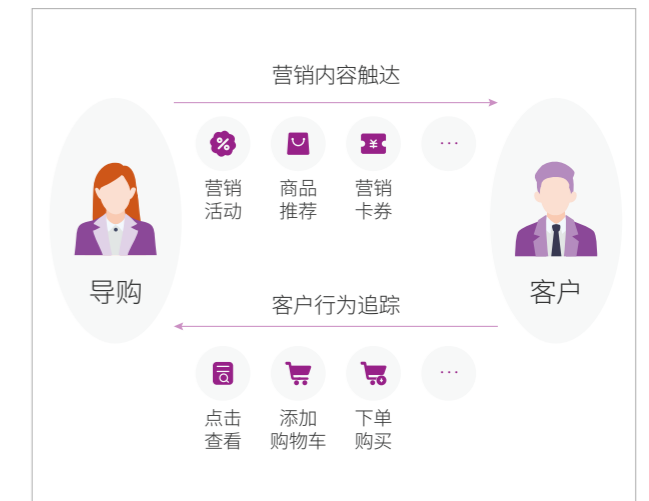 营销内容触达
营销 商品 营销 …
活动 推荐 卡券
导购
客户
客户行为追踪
点击 添加 下单 …
查看 购物车 购买